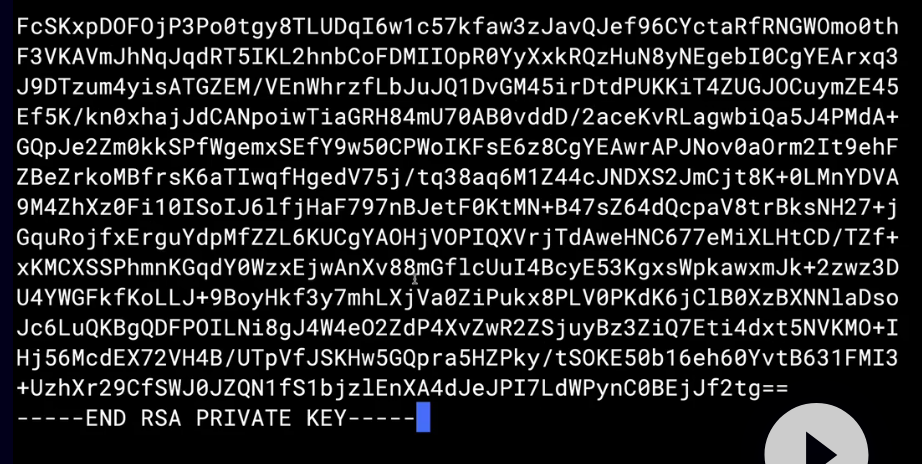 FcSKxpDOFOjP3Po0tgy8TLUDqI6w1c57kfaw3zJavQJef96CYctaRfRNGWOmo0th
F3VKAVmJhNqJqdRT5IKL2hnbCoFDMIIOpR0YyXxkRQzHuN8yNEgebI0CgYEArxq3
J9DTzum4yisATGZEM/VEnWhrzfLbJuJQ1DvGM45irDtdPUKKiT4ZUGJOCuymZE45
Ef5K/kn0xhajJdCANpoiwTiaGRH84mU70AB0vddD/2aceKvRLagwbiQa5J4PMdA+
GQpJe2Zm0kkSPfWgemxSEfY9w50CPWoIKFsE6z8CgYEAwrAPJNov0aOrm2It9ehF
ZBeZrkoMBfrsK6aTIwqfHgedV75j/tq38aq6M1Z44cJNDXS2JmCjt8K+0LMnYDVA
9M4ZhXz0Fi10ISoIJ6lfjHaF797nBJetF0KtMN+B47sZ64dQcpaV8trBksNH27+j
GquRojfxErguYdpMfZZL6KUCgYAOHjVOPIQXVrjTdAweHNC677eMiXLHtCD/TZf+
xKMCXSSPhmnKGqdY0WzxEjwAnXv88mGflcUuI4BcyE53KgxsWpkawxmJk+2zwz3D
U4YWGFkfKoLLJ+9BoyHkf3y7mhLXjVa0ZiPukx8PLV0PKdK6jClB0XzBXNNlaDso
Jc6LuQKBgQDFPOILNi8gJ4W4eO2ZdP4XvZwR2ZSjuyBz3ZiQ7Eti4dxt5NVKMO+I
Hj56McdEX72VH4B/UTpVfJSKHw5GQpra5HZPky/tSOKE50b16eh60YvtB631FMI3
+UzhXr29CfSWJ0JZQN1fS1bjzlEnXA4dJeJPI7LdWPynC0BEjJf2tg==
-----END RSA PRIVATE KEY-----